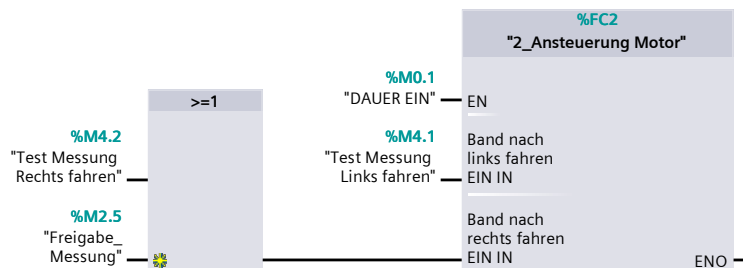 %FC2
"2_Ansteuerung Motor"
%M0.1
"DAUER EIN"
EN
>=1
%M4.2
"Test Messung
Rechts fahren"
%M4.1
"Test Messung
Links fahren"
Band nach
links fahren
EIN IN
%M2.5
"Freigabe_
Messung"
Band nach
rechts fahren
EIN IN
ENO